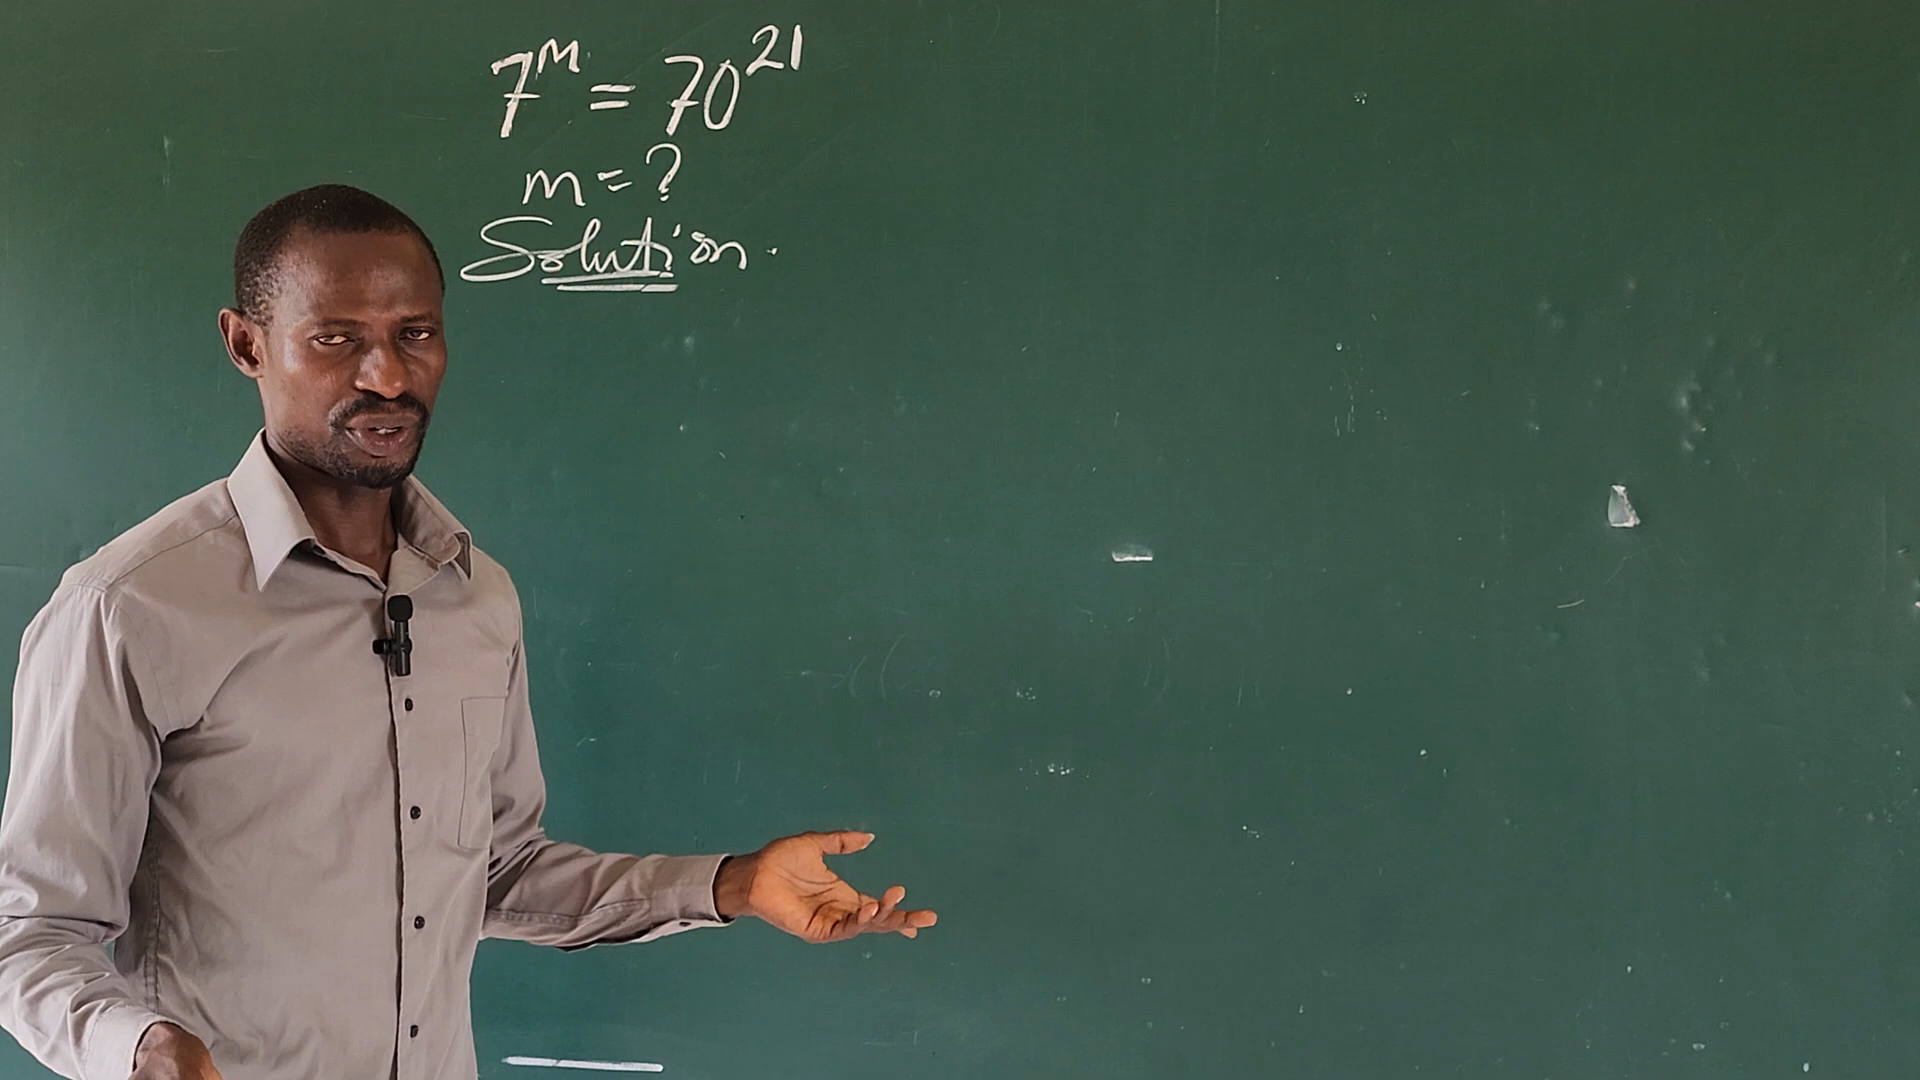 7^m = 70^21
m = ?
Solution.